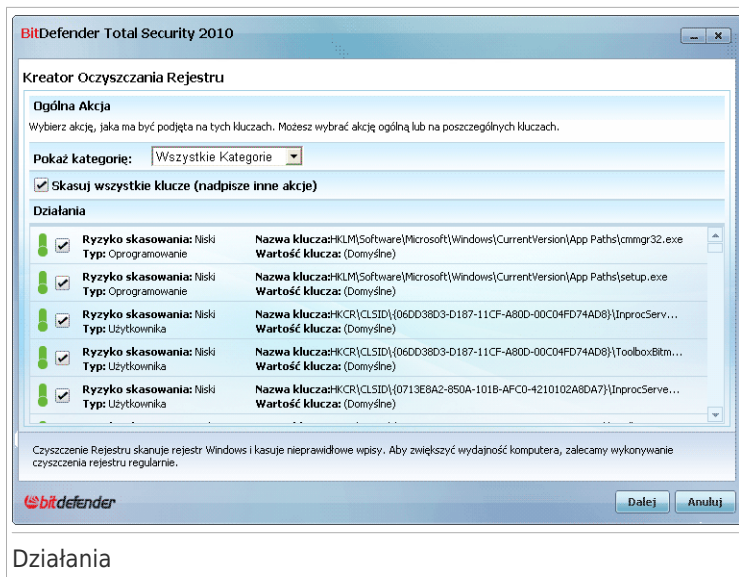 BitDefender Total Security 2010
Kreator Oczyszczania Rejestru
Ogólna Akcja
Wybierz akcję, jaka ma być podjęta na tych kluczach. Możesz wybrać akcję ogólną lub na poszczególnych kluczach.
Pokaż kategorię: Wszystkie Kategorie
Skasuj wszystkie klucze (nadpisze inne akcje)
Działania
Ryzyko skasowania: Niski Nazwa klucza:HKLM\Software\Microsoft\Windows\CurrentVersion\App Paths\cmmgr32.exe
Typ: Oprogramowanie Wartość klucza: (Domyślne)
Ryzyko skasowania: Niski Nazwa klucza:HKLM\Software\Microsoft\Windows\CurrentVersion\App Paths\setup.exe
Typ: Oprogramowanie Wartość klucza: (Domyślne)
Ryzyko skasowania: Niski Nazwa klucza:HKCR\CLSID\{06DD38D3-D187-11CF-A80D-00C04FD74AD8}\InprocServ...
Typ: Użytkownika Wartość klucza: (Domyślne)
Ryzyko skasowania: Niski Nazwa klucza:HKCR\CLSID\{06DD38D3-D187-11CF-A80D-00C04FD74AD8}\ToolboxBitm...
Typ: Użytkownika Wartość klucza: (Domyślne)
Ryzyko skasowania: Niski Nazwa klucza:HKCR\CLSID\{0713E8A2-850A-101B-AFC0-4210102A8DA7}\InprocServe...
Typ: Użytkownika Wartość klucza: (Domyślne)
Czyszczenie Rejestru skanuje rejestr Windows i kasuje nieprawidłowe wpisy. Aby zwiększyć wydajność komputera, zalecamy wykonywanie
czyszczenia rejestru regularnie.
bitdefender Dalej Anuluj
Działania